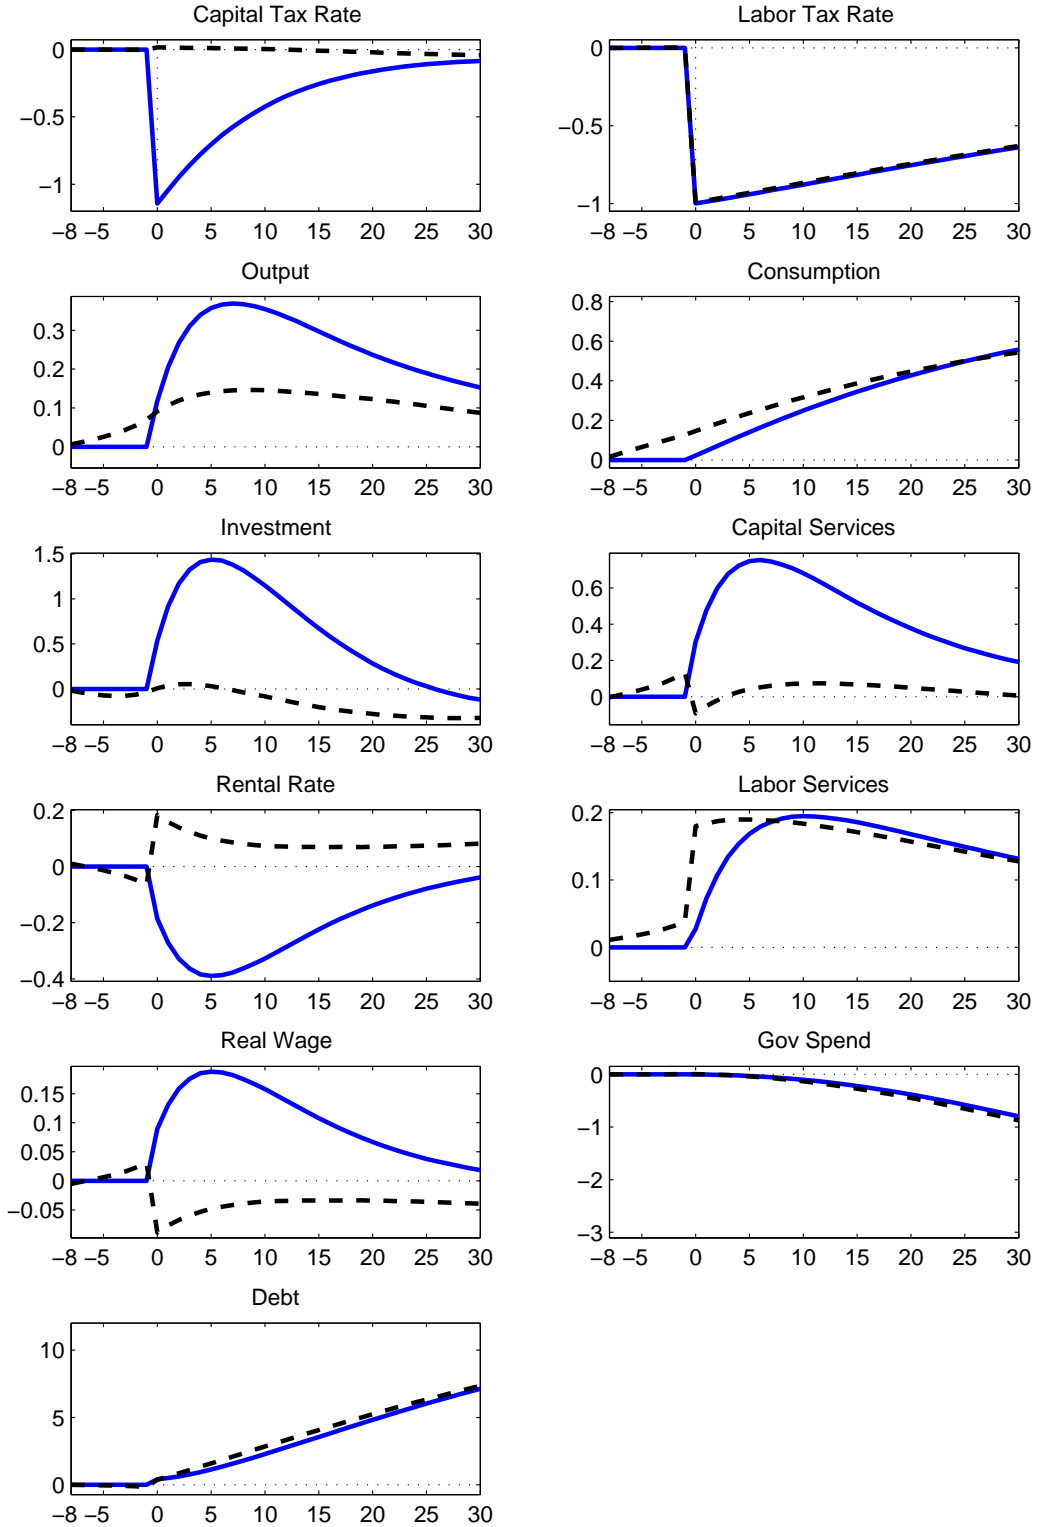 Capital Tax Rate
Labor Tax Rate
0
−0.5
−1
−8 −5 0 5 10 15 20 25 30
0
−0.5
−1
−8 −5 0 5 10 15 20 25 30
Output
Consumption
0.3
0.2
0.1
0
−8 −5 0 5 10 15 20 25 30
0.8
0.6
0.4
0.2
0
−8 −5 0 5 10 15 20 25 30
Investment
Capital Services
1.5
1
0.5
0
−8 −5 0 5 10 15 20 25 30
0.6
0.4
0.2
0
−8 −5 0 5 10 15 20 25 30
Rental Rate
Labor Services
0.2
0
−0.2
−0.4
−8 −5 0 5 10 15 20 25 30
0.2
0.1
0
−8 −5 0 5 10 15 20 25 30
Real Wage
Gov Spend
0.15
0.1
0.05
0
−0.05
−8 −5 0 5 10 15 20 25 30
0
−1
−2
−3
−8 −5 0 5 10 15 20 25 30
Debt
10
5
0
−8 −5 0 5 10 15 20 25 30